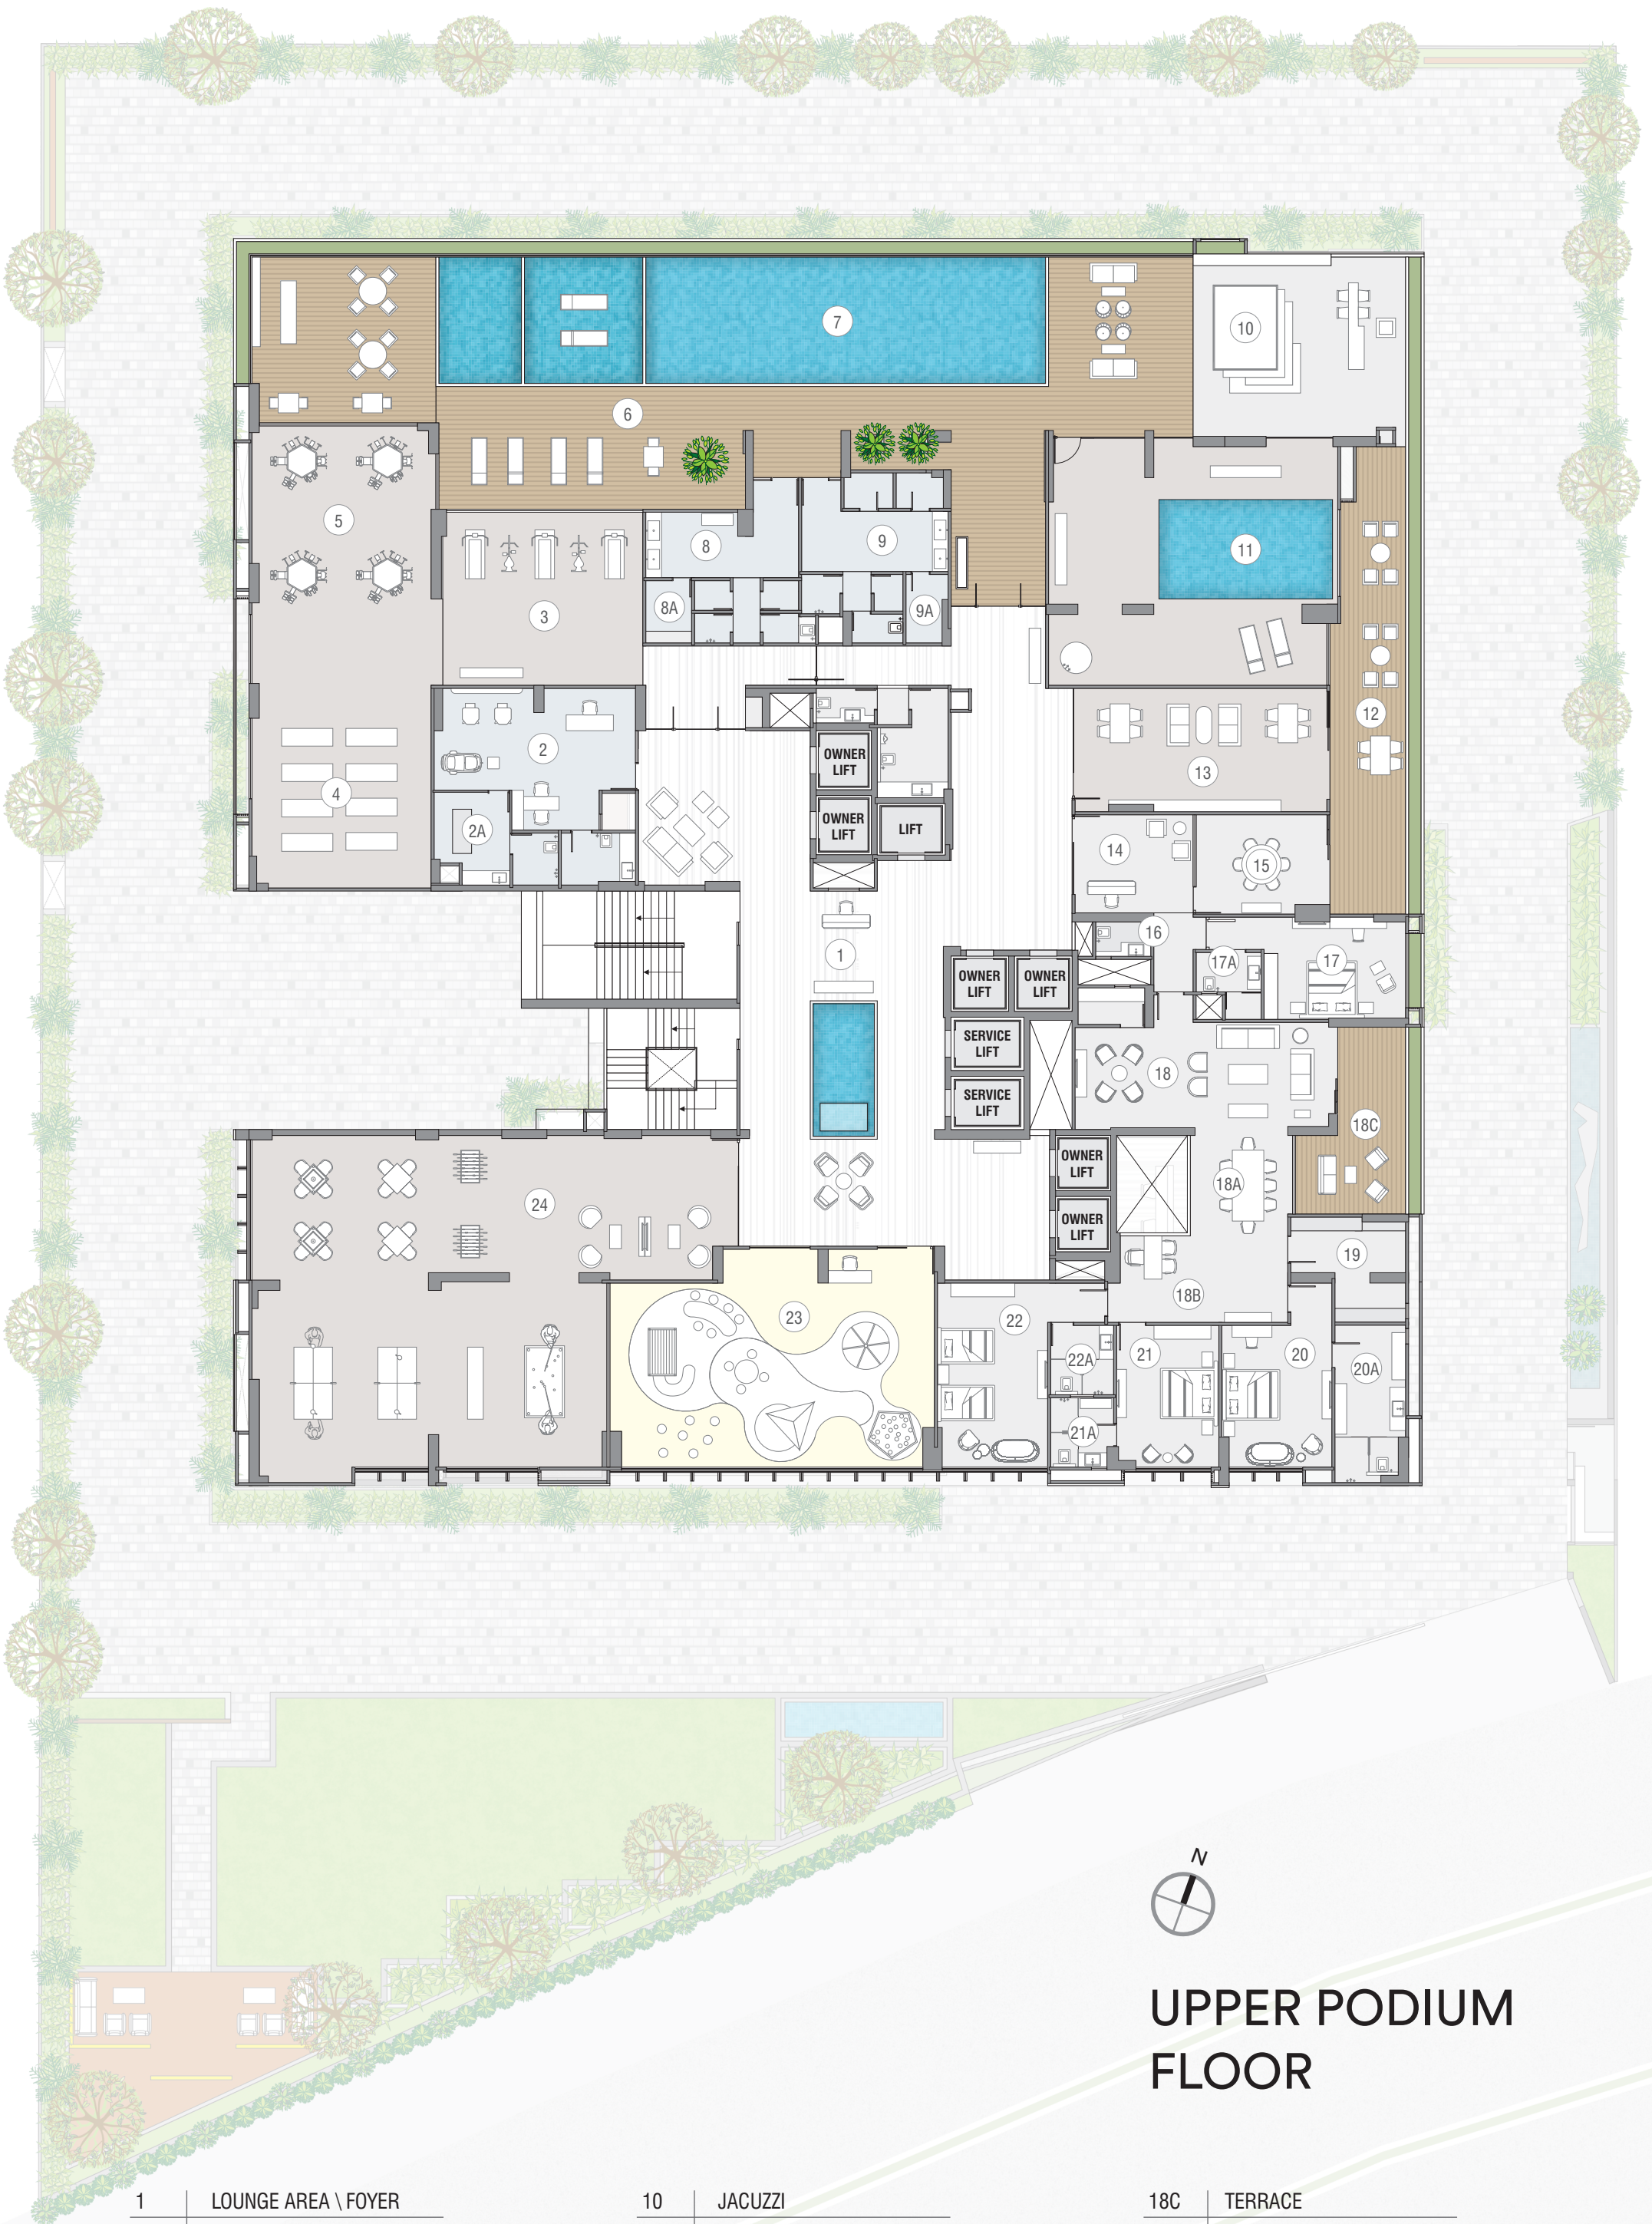 7
10
6
5
8
9
11
8A
9A
3
12
OWNER
LIFT
2
13
4
OWNER
LIFT
LIFT
2A
14
15
1
16
17A
17
OWNER
LIFT
OWNER
LIFT
SERVICE
LIFT
18
SERVICE
LIFT
18C
OWNER
LIFT
18A
24
OWNER
LIFT
19
18B
23
22
22A
21
20
20A
21A
N
UPPER PODIUM
FLOOR
1 LOUNGE AREA \ FOYER
10 JACUZZI
18C TERRACE